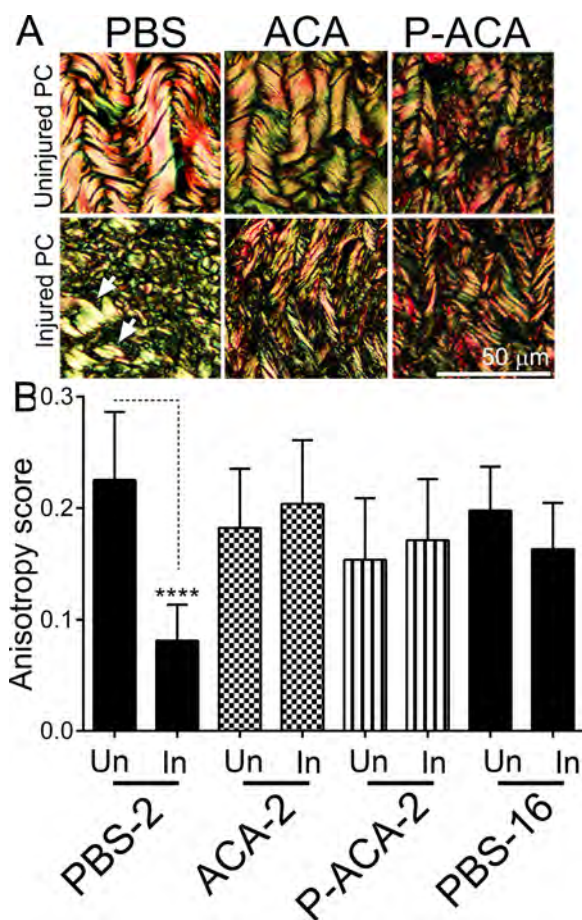 A PBS ACA P-ACA
Uninjured PC
Injured PC
50 µm
B
Anisotropy score
0.3
0.2
0.1
0.0
****
Un In Un In Un In Un In
PBS-2 ACA-2 P-ACA-2 PBS-16